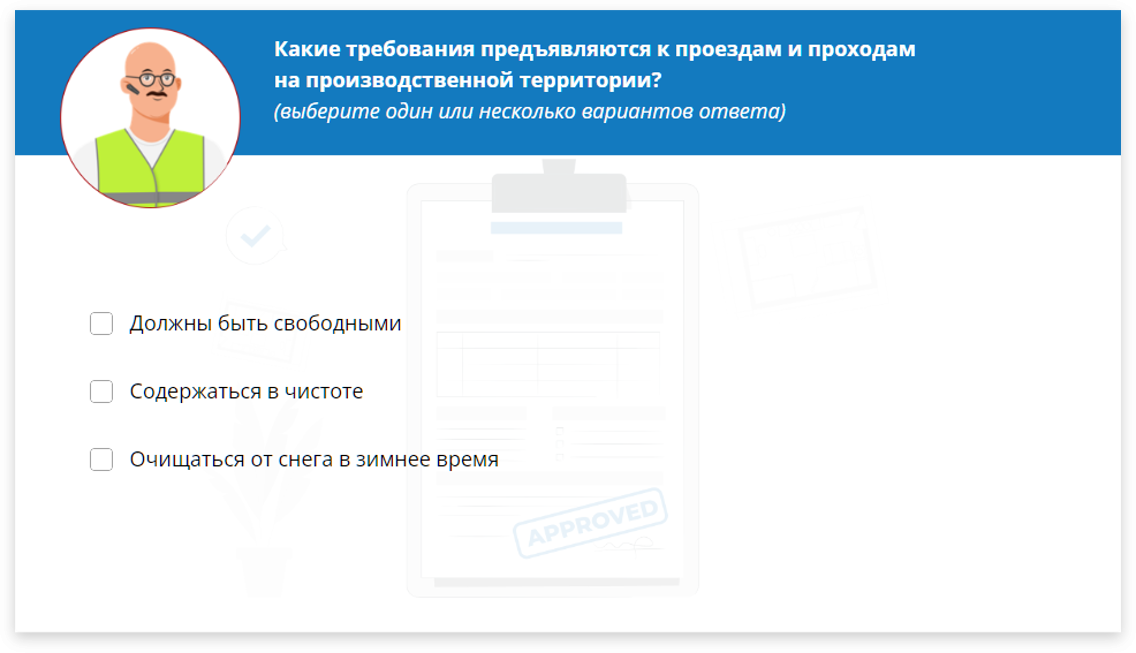 Какие требования предъявляются к проездам и проходам
на производственной территории?
(выберите один или несколько вариантов ответа)
Должны быть свободными
Содержаться в чистоте
Очищаться от снега в зимнее время
APPROVED